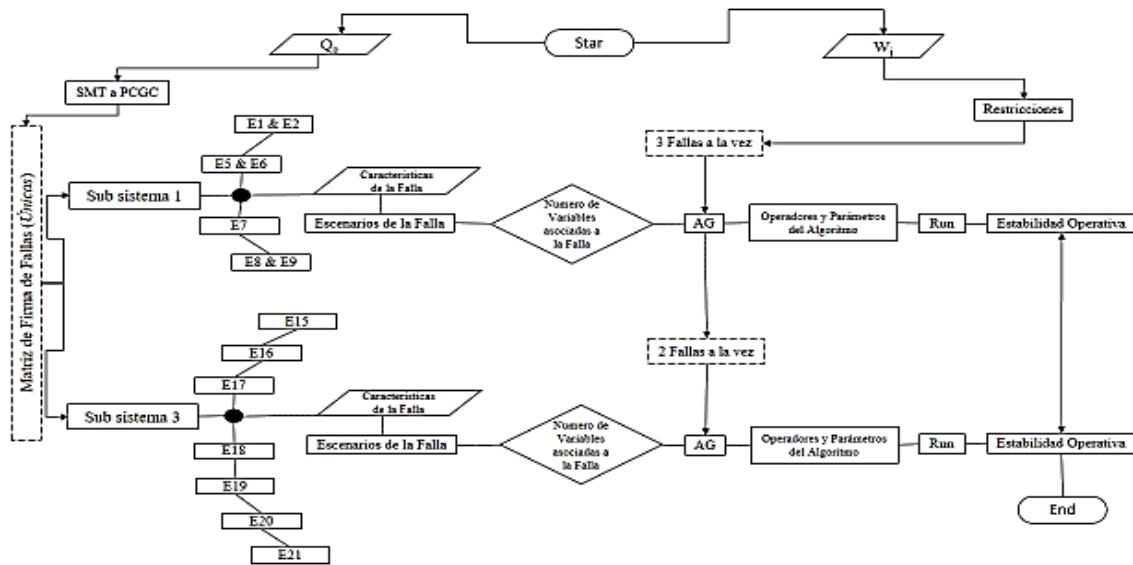 Star
Qe
Wi
SMT a PCGC
Restricciones
Matriz de Firma de Fallas (Únicas)
E1 & E2
E5 & E6
Sub sistema 1
E7
E8 & E9
Características
de la Falla
Escenarios de la Falla
Numero de
Variables
asociadas a
la Falla
3 Fallas a la vez
AG
Operadores y Parámetros
del Algoritmo
Run
Estabilidad Operativa
2 Fallas a la vez
E15
E16
E17
Sub sistema 3
E18
E19
E20
E21
Características
de la Falla
Escenarios de la Falla
Numero de
Variables
asociadas a
la Falla
AG
Operadores y Parámetros
del Algoritmo
Run
Estabilidad Operativa
End